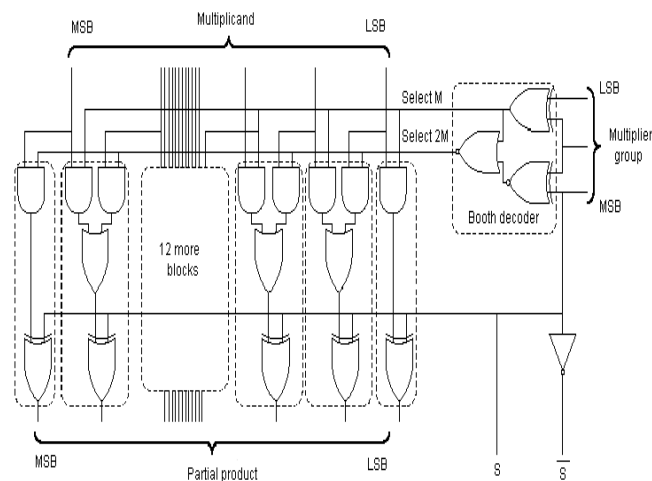 Multiplicand
MSB
LSB
Select M
LSB
Select 2M
Multiplier
group
MSB
Booth decoder
12 more
blocks
MSB
LSB
Partial product
S
S̅